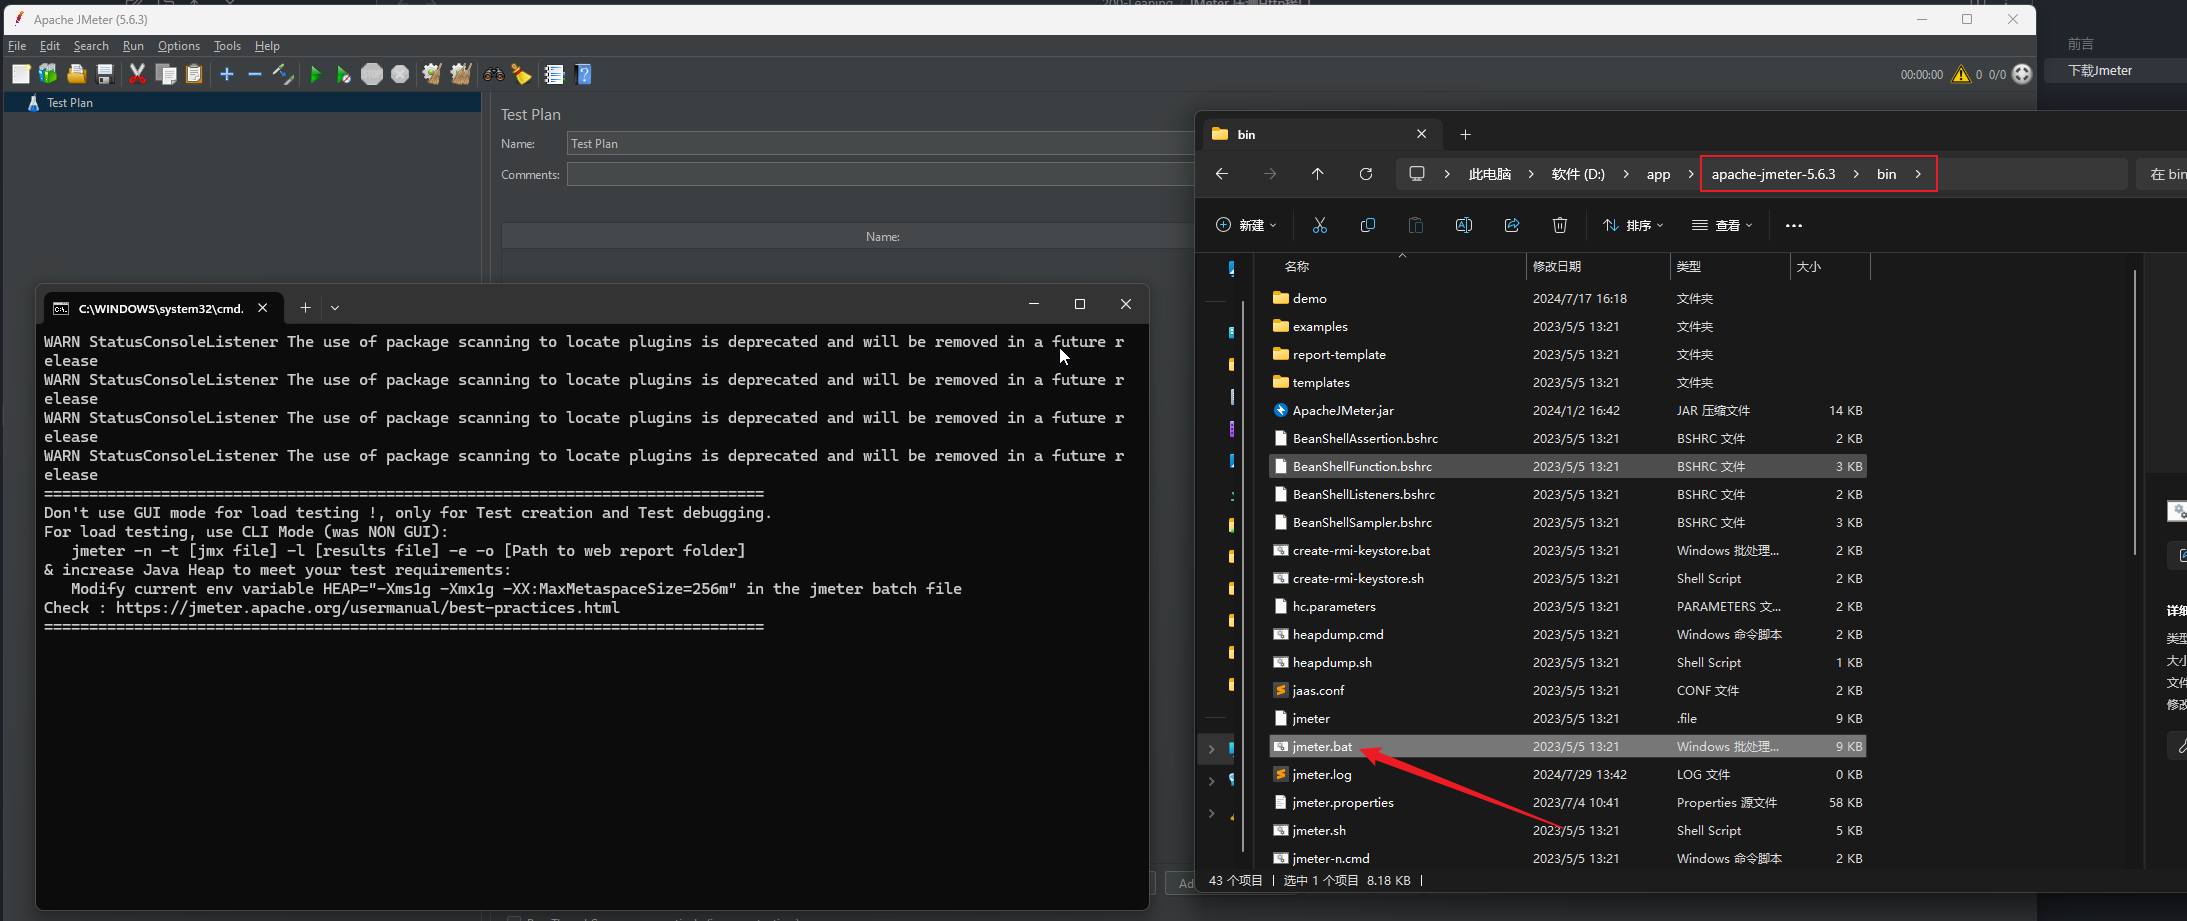 Apache JMeter (5.6.3)
File Edit Search Run Options Tools Help
00:00:00 0 0/0
Test Plan
Test Plan
Name: Test Plan
Comments:
Name:
C:\WINDOWS\system32\cmd.
WARN StatusConsoleListener The use of package scanning to locate plugins is deprecated and will be removed in a future r
elease
WARN StatusConsoleListener The use of package scanning to locate plugins is deprecated and will be removed in a future r
elease
WARN StatusConsoleListener The use of package scanning to locate plugins is deprecated and will be removed in a future r
elease
WARN StatusConsoleListener The use of package scanning to locate plugins is deprecated and will be removed in a future r
elease
================================================================================
Don't use GUI mode for load testing !, only for Test creation and Test debugging.
For load testing, use CLI Mode (was NON GUI):
jmeter -n -t [jmx file] -l [results file] -e -o [Path to web report folder]
& increase Java Heap to meet your test requirements:
Modify current env variable HEAP="-Xms1g -Xmx1g -XX:MaxMetaspaceSize=256m" in the jmeter batch file
Check : https://jmeter.apache.org/usermanual/best-practices.html
================================================================================
Ad
前言
下载Jmeter
bin
此电脑 软件 (D:) app apache-jmeter-5.6.3 bin
在 bin
新建 排序 查看
名称 修改日期 类型 大小
demo 2024/7/17 16:18 文件夹
examples 2023/5/5 13:21 文件夹
report-template 2023/5/5 13:21 文件夹
templates 2023/5/5 13:21 文件夹
ApacheJMeter.jar 2024/1/2 16:42 JAR 压缩文件 14 KB
BeanShellAssertion.bshrc 2023/5/5 13:21 BSHRC 文件 2 KB
BeanShellFunction.bshrc 2023/5/5 13:21 BSHRC 文件 3 KB
BeanShellListeners.bshrc 2023/5/5 13:21 BSHRC 文件 2 KB
BeanShellSampler.bshrc 2023/5/5 13:21 BSHRC 文件 3 KB
create-rmi-keystore.bat 2023/5/5 13:21 Windows 批处理... 2 KB
create-rmi-keystore.sh 2023/5/5 13:21 Shell Script 2 KB
hc.parameters 2023/5/5 13:21 PARAMETERS 文... 2 KB
heapdump.cmd 2023/5/5 13:21 Windows 命令脚本 2 KB
heapdump.sh 2023/5/5 13:21 Shell Script 1 KB
jaas.conf 2023/5/5 13:21 CONF 文件 2 KB
jmeter 2023/5/5 13:21 .file 9 KB
jmeter.bat 2023/5/5 13:21 Windows 批处理... 9 KB
jmeter.log 2024/7/29 13:42 LOG 文件 0 KB
jmeter.properties 2023/7/4 10:41 Properties 源文件 58 KB
jmeter.sh 2023/5/5 13:21 Shell Script 5 KB
jmeter-n.cmd 2023/5/5 13:21 Windows 命令脚本 2 KB
43 个项目 选中 1 个项目 8.18 KB
详细
类型
大小
文件
修改